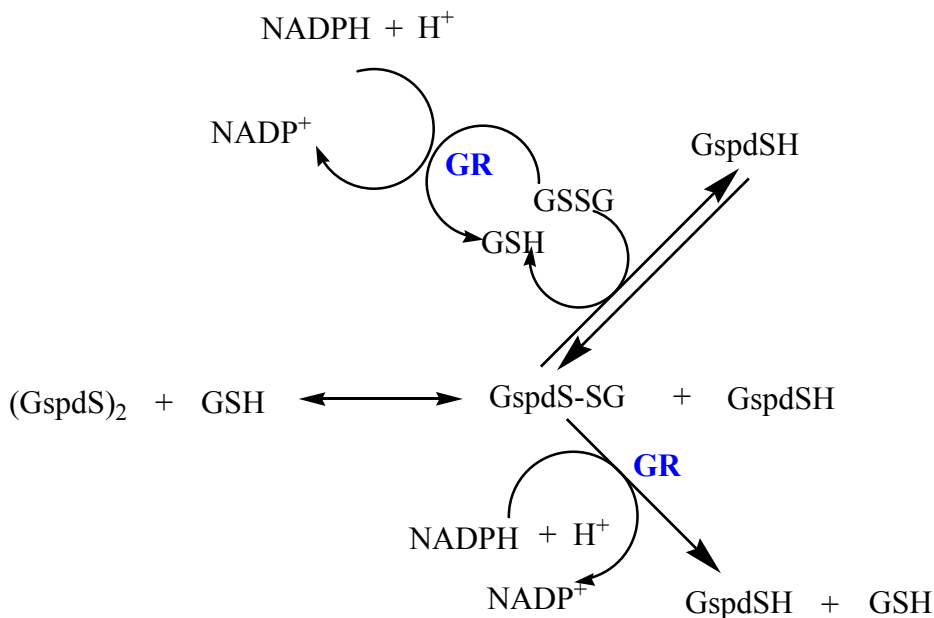 NADPH + H⁺
NADP⁺
GspdSH
GR
GSSG
GSH
(GspdS)₂ + GSH
GspdS-SG + GspdSH
GR
NADPH + H⁺
NADP⁺
GspdSH + GSH